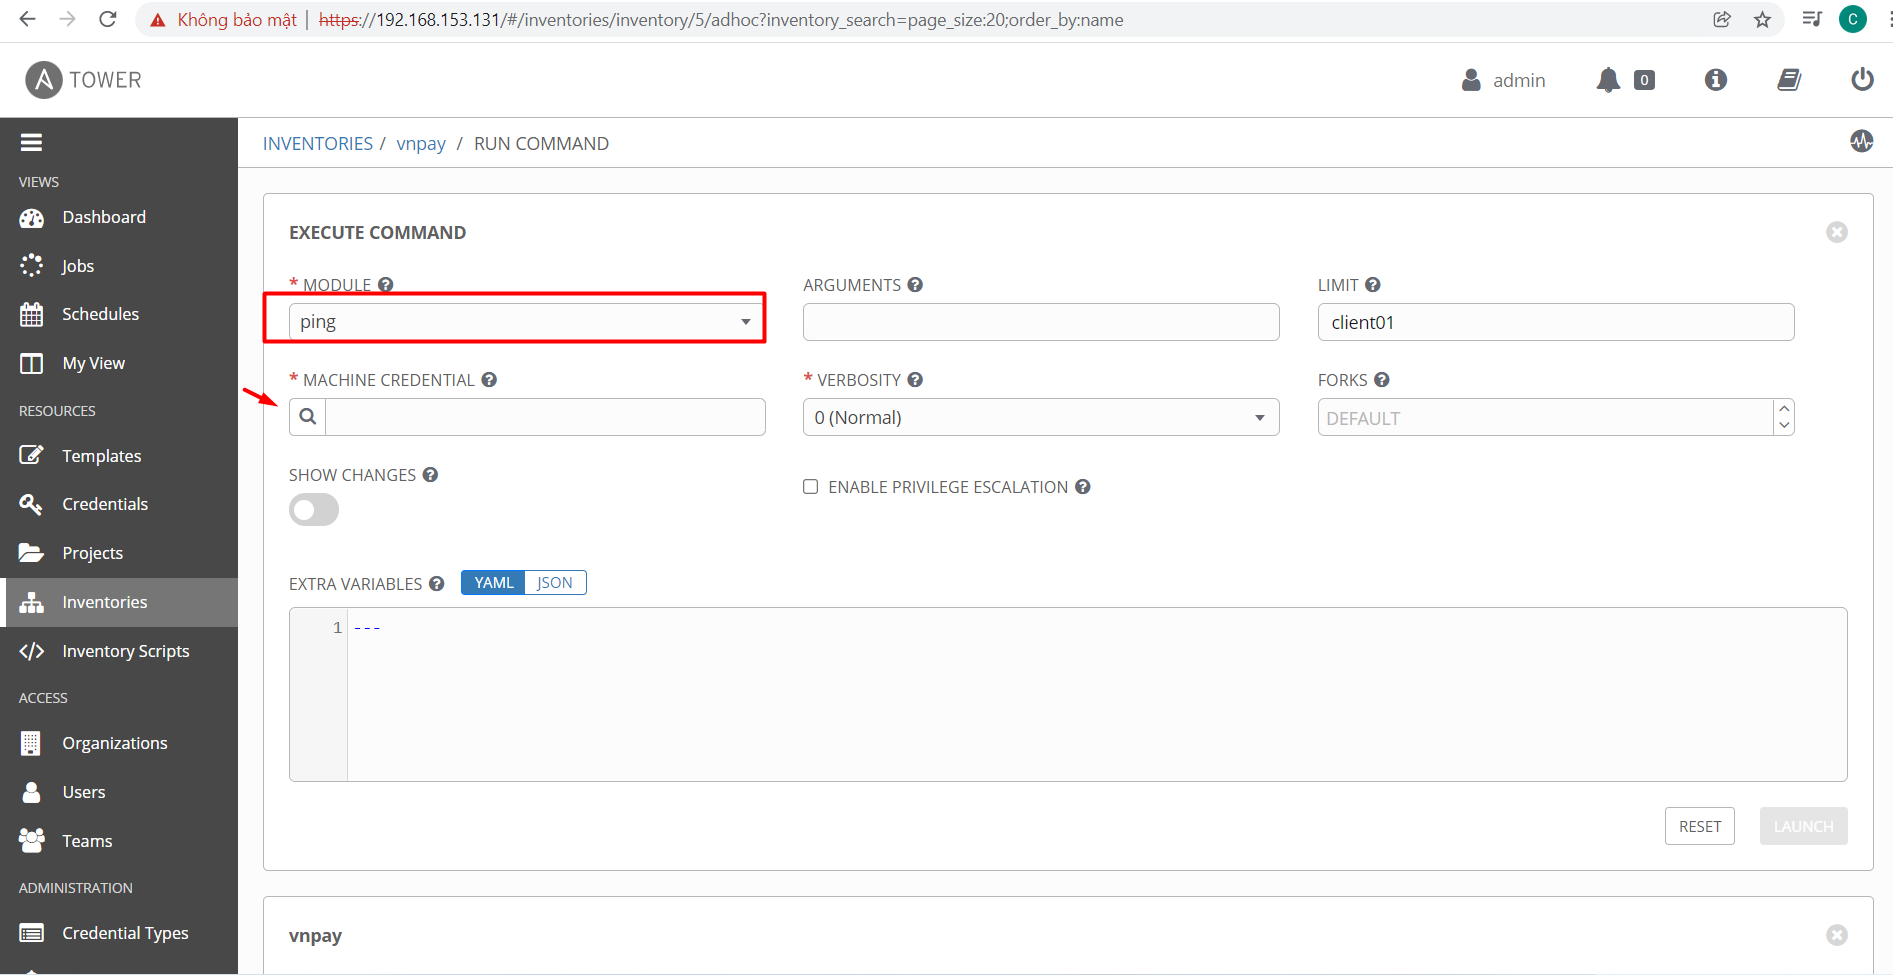 Không bảo mật | https://192.168.153.131/#/inventories/inventory/5/adhoc?inventory_search=page_size:20;order_by:name
C
A TOWER
admin
0
INVENTORIES / vnpay / RUN COMMAND
VIEWS
Dashboard
Jobs
Schedules
My View
RESOURCES
Templates
Credentials
Projects
Inventories
Inventory Scripts
ACCESS
Organizations
Users
Teams
ADMINISTRATION
Credential Types
EXECUTE COMMAND
* MODULE ?
ping
ARGUMENTS ?
LIMIT ?
client01
* MACHINE CREDENTIAL ?
* VERBOSITY ?
0 (Normal)
FORKS ?
DEFAULT
SHOW CHANGES ?
ENABLE PRIVILEGE ESCALATION ?
EXTRA VARIABLES ? YAML JSON
1 ---
RESET LAUNCH
vnpay